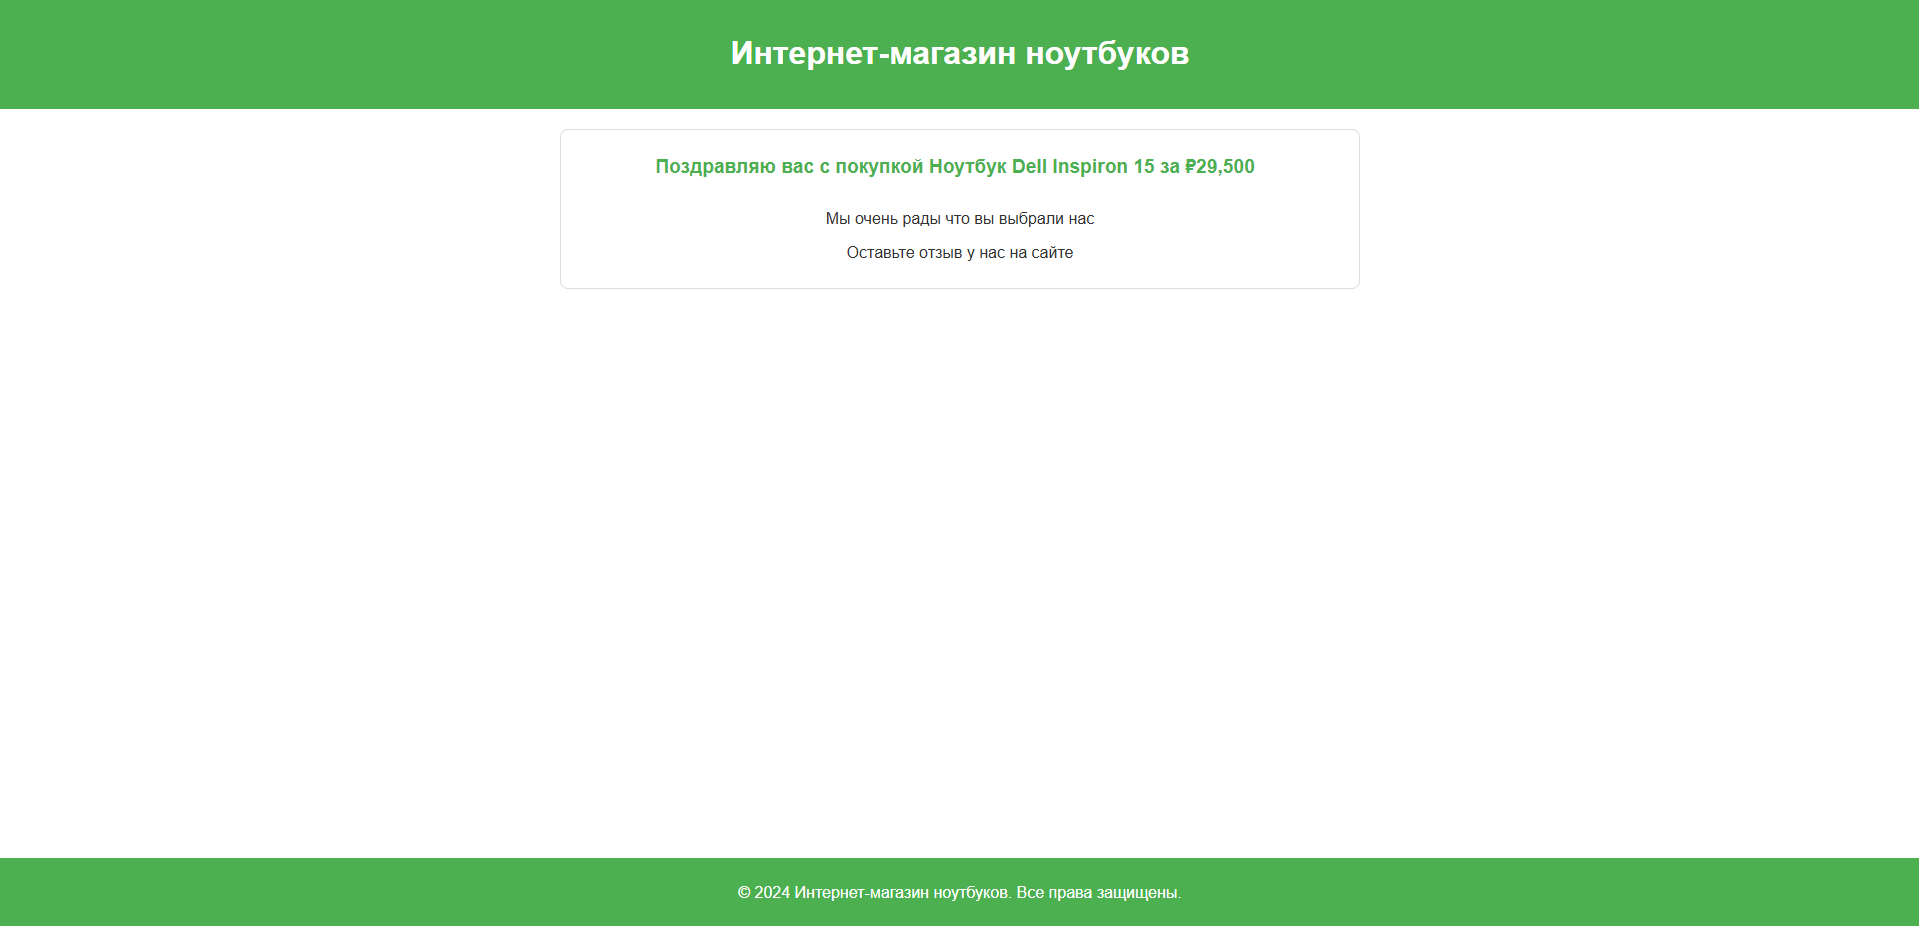 Интернет-магазин ноутбуков
Поздравляю вас с покупкой Ноутбук Dell Inspiron 15 за ₽29,500
Мы очень рады что вы выбрали нас
Оставьте отзыв у нас на сайте
© 2024 Интернет-магазин ноутбуков. Все права защищены.